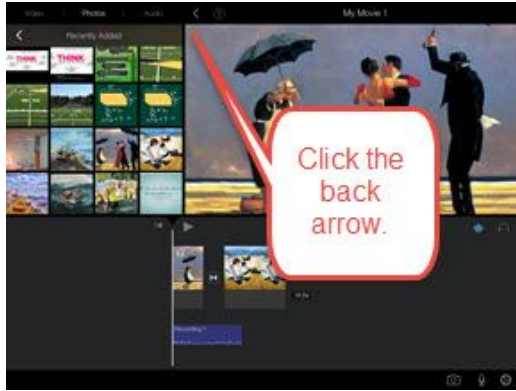 Video Photos Audio
My Movie 1
Recently Added
THINK
THINK
Click the
back
arrow.
Recording 1